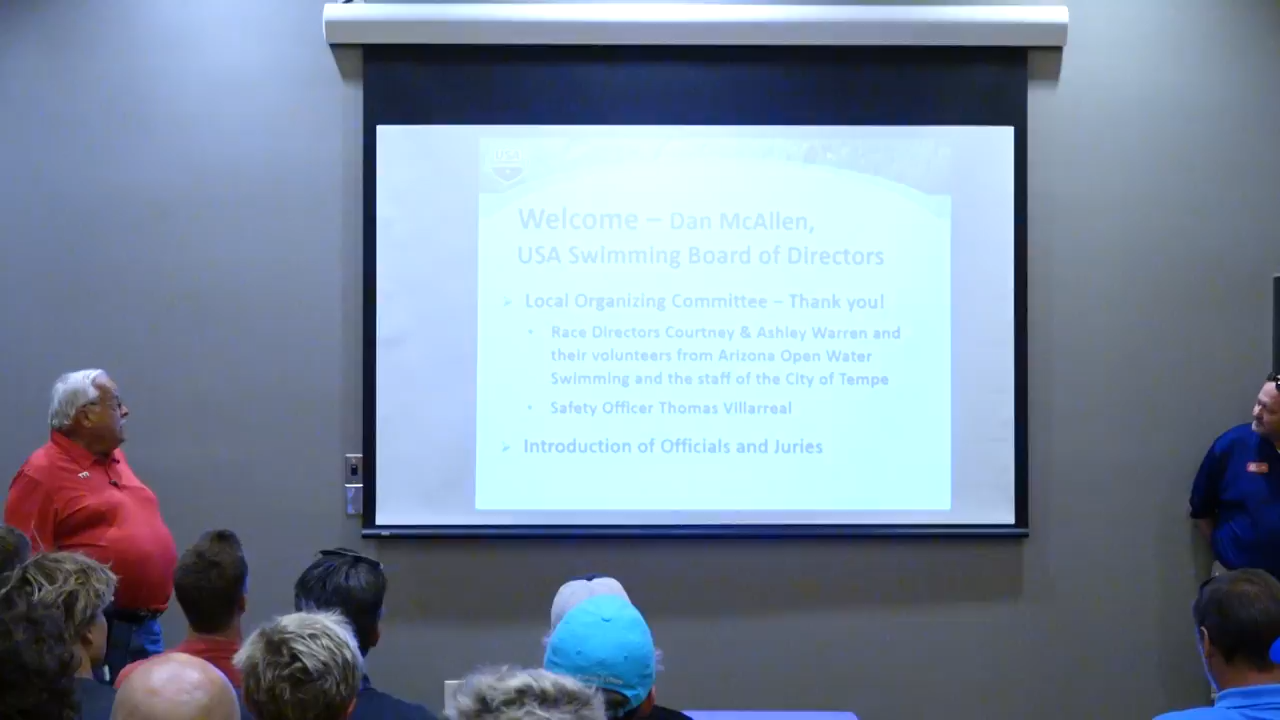 USA
Welcome – Dan McAllen,
USA Swimming Board of Directors
Local Organizing Committee – Thank you!
Race Directors Courtney & Ashley Warren and
their volunteers from Arizona Open Water
Swimming and the staff of the City of Tempe
Safety Officer Thomas Villarreal
Introduction of Officials and Juries